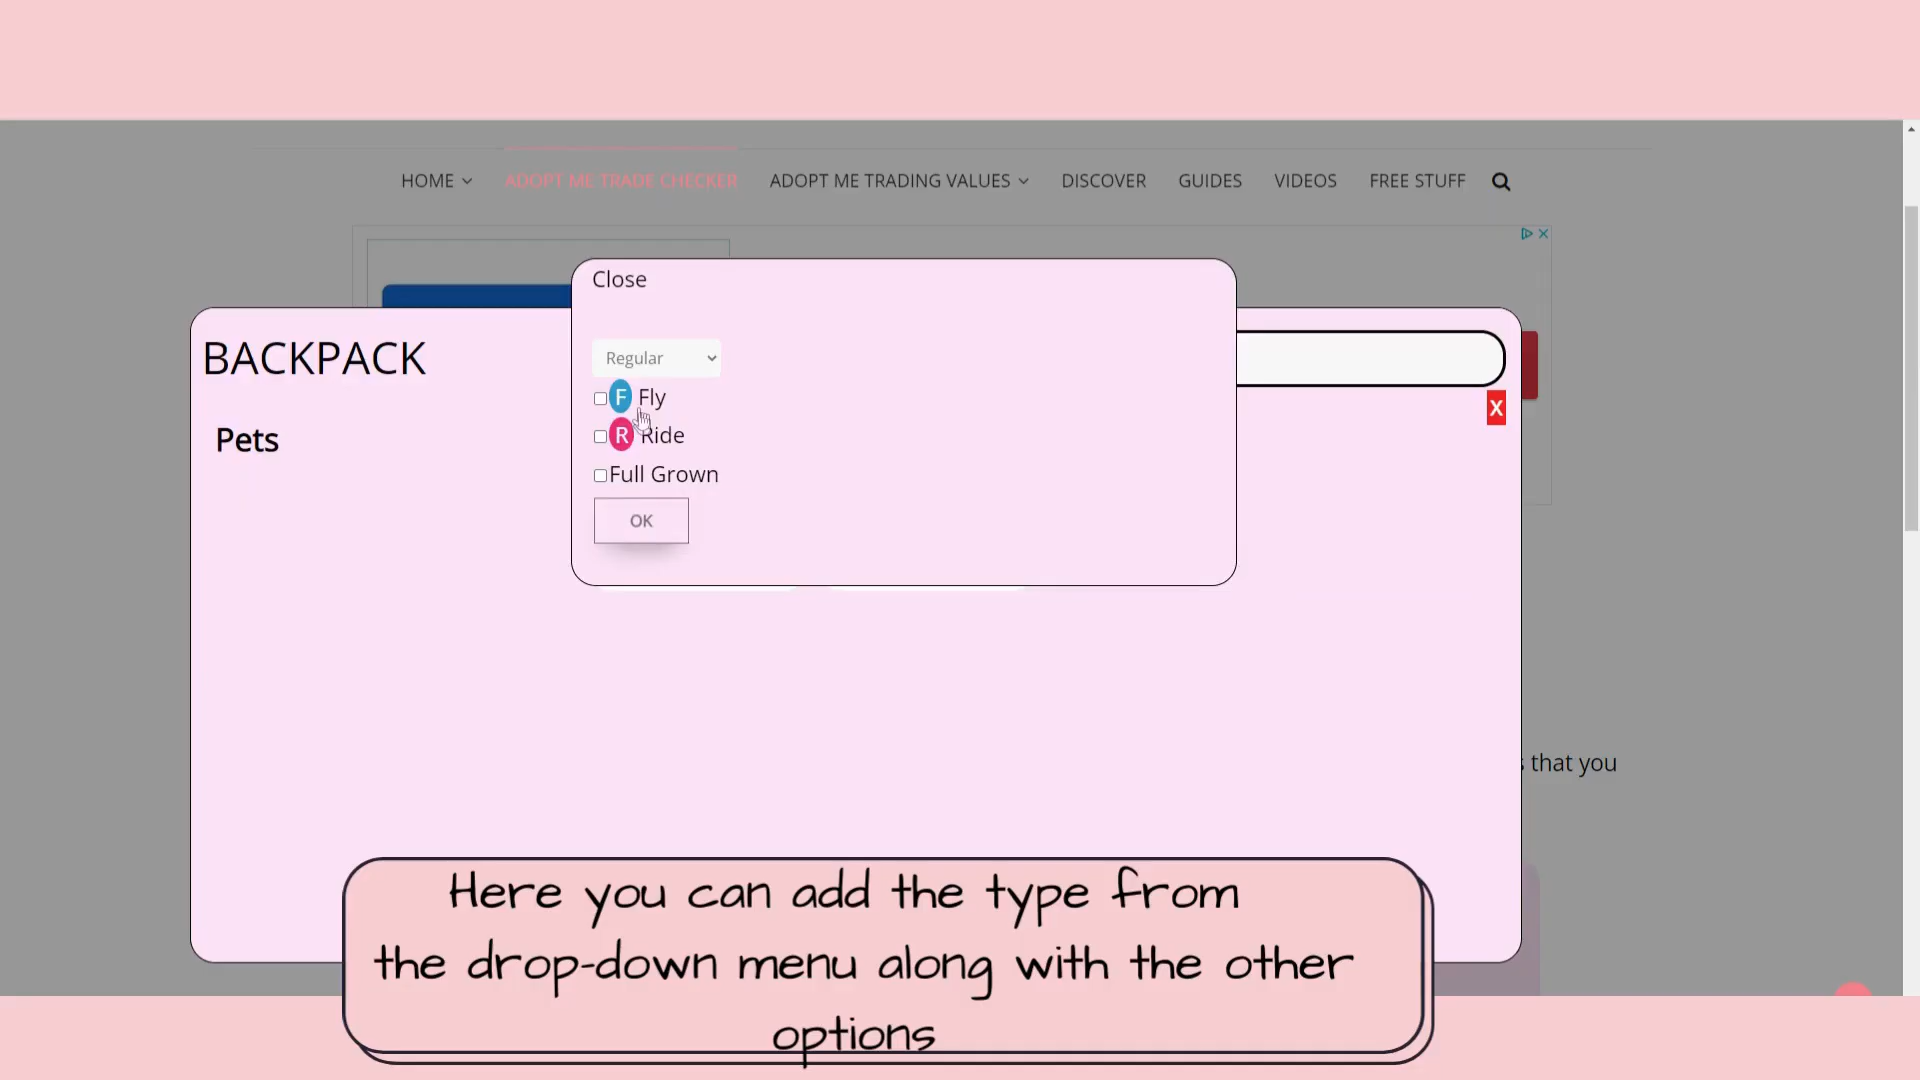 HOME ADOPT ME TRADE CHECKER ADOPT ME TRADING VALUES DISCOVER GUIDES VIDEOS FREE STUFF
Close
BACKPACK
Regular
X
F Fly
R Ride
Pets
Full Grown
OK
that you
Here you can add the type from
the drop-down menu along with the other
options